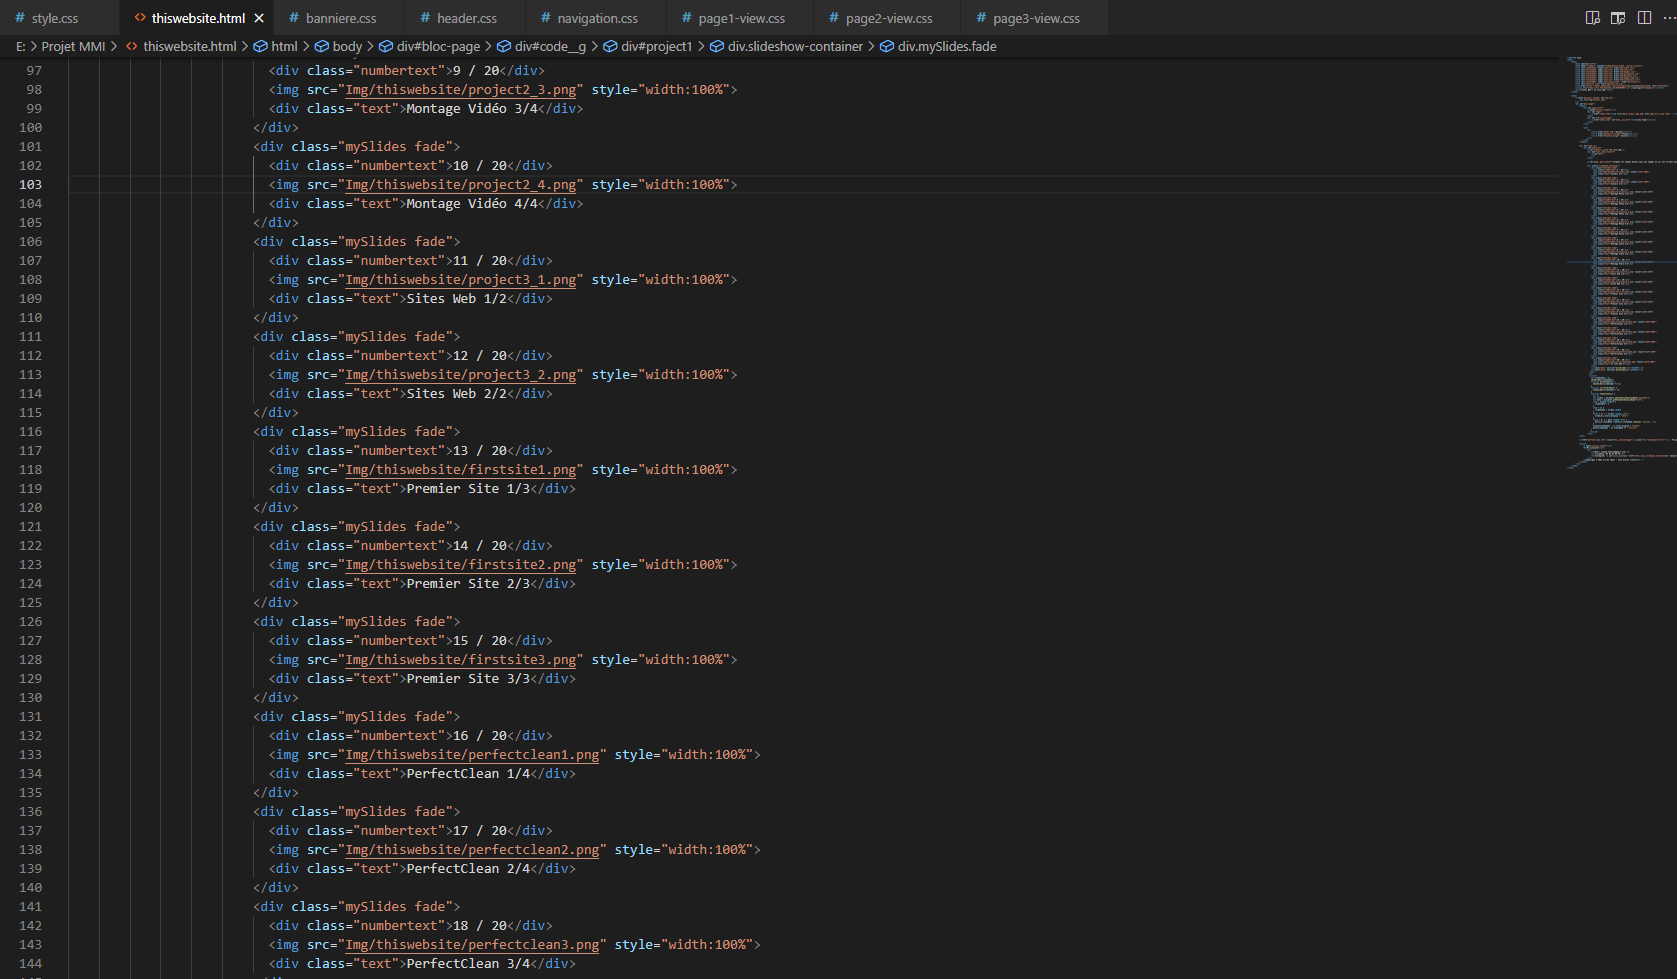 # style.css <> thiswebsite.html × # banniere.css # header.css # navigation.css # page1-view.css # page2-view.css # page3-view.css
E: > Projet MMI > <> thiswebsite.html > html > body > div#bloc-page > div#code__g > div#project1 > div.slideshow-container > div.mySlides.fade
97 <div class="numbertext">9 / 20</div>
98 <img src="Img/thiswebsite/project2_3.png" style="width:100%">
99 <div class="text">Montage Vidéo 3/4</div>
100 </div>
101 <div class="mySlides fade">
102 <div class="numbertext">10 / 20</div>
103 <img src="Img/thiswebsite/project2_4.png" style="width:100%">
104 <div class="text">Montage Vidéo 4/4</div>
105 </div>
106 <div class="mySlides fade">
107 <div class="numbertext">11 / 20</div>
108 <img src="Img/thiswebsite/project3_1.png" style="width:100%">
109 <div class="text">Sites Web 1/2</div>
110 </div>
111 <div class="mySlides fade">
112 <div class="numbertext">12 / 20</div>
113 <img src="Img/thiswebsite/project3_2.png" style="width:100%">
114 <div class="text">Sites Web 2/2</div>
115 </div>
116 <div class="mySlides fade">
117 <div class="numbertext">13 / 20</div>
118 <img src="Img/thiswebsite/firstsite1.png" style="width:100%">
119 <div class="text">Premier Site 1/3</div>
120 </div>
121 <div class="mySlides fade">
122 <div class="numbertext">14 / 20</div>
123 <img src="Img/thiswebsite/firstsite2.png" style="width:100%">
124 <div class="text">Premier Site 2/3</div>
125 </div>
126 <div class="mySlides fade">
127 <div class="numbertext">15 / 20</div>
128 <img src="Img/thiswebsite/firstsite3.png" style="width:100%">
129 <div class="text">Premier Site 3/3</div>
130 </div>
131 <div class="mySlides fade">
132 <div class="numbertext">16 / 20</div>
133 <img src="Img/thiswebsite/perfectclean1.png" style="width:100%">
134 <div class="text">PerfectClean 1/4</div>
135 </div>
136 <div class="mySlides fade">
137 <div class="numbertext">17 / 20</div>
138 <img src="Img/thiswebsite/perfectclean2.png" style="width:100%">
139 <div class="text">PerfectClean 2/4</div>
140 </div>
141 <div class="mySlides fade">
142 <div class="numbertext">18 / 20</div>
143 <img src="Img/thiswebsite/perfectclean3.png" style="width:100%">
144 <div class="text">PerfectClean 3/4</div>